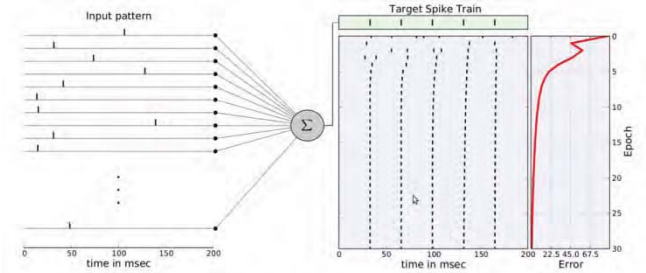 Input pattern
0 50 100 150 200
time in msec
Σ
Target Spike Train
0 50 100 150 200
time in msec
0
5
10
15
20
25
30
Epoch
22.5 45.0 67.5
Error